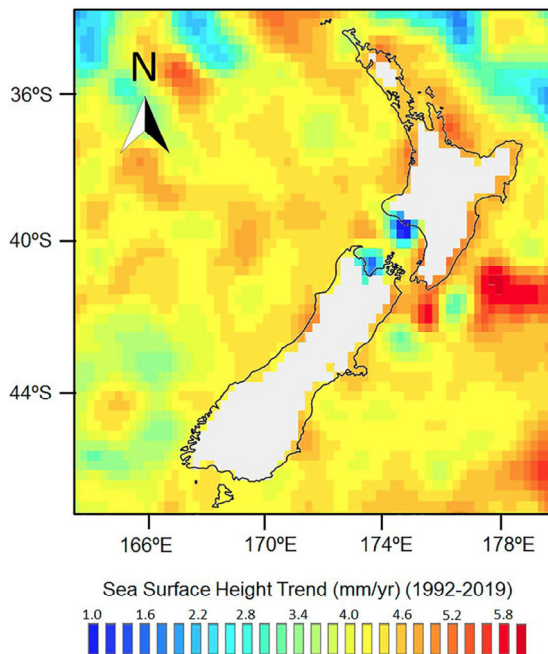 N
36ºS
40ºS
44ºS
166ºE 170ºE 174ºE 178ºE
Sea Surface Height Trend (mm/yr) (1992-2019)
1.0 1.6 2.2 2.8 3.4 4.0 4.6 5.2 5.8